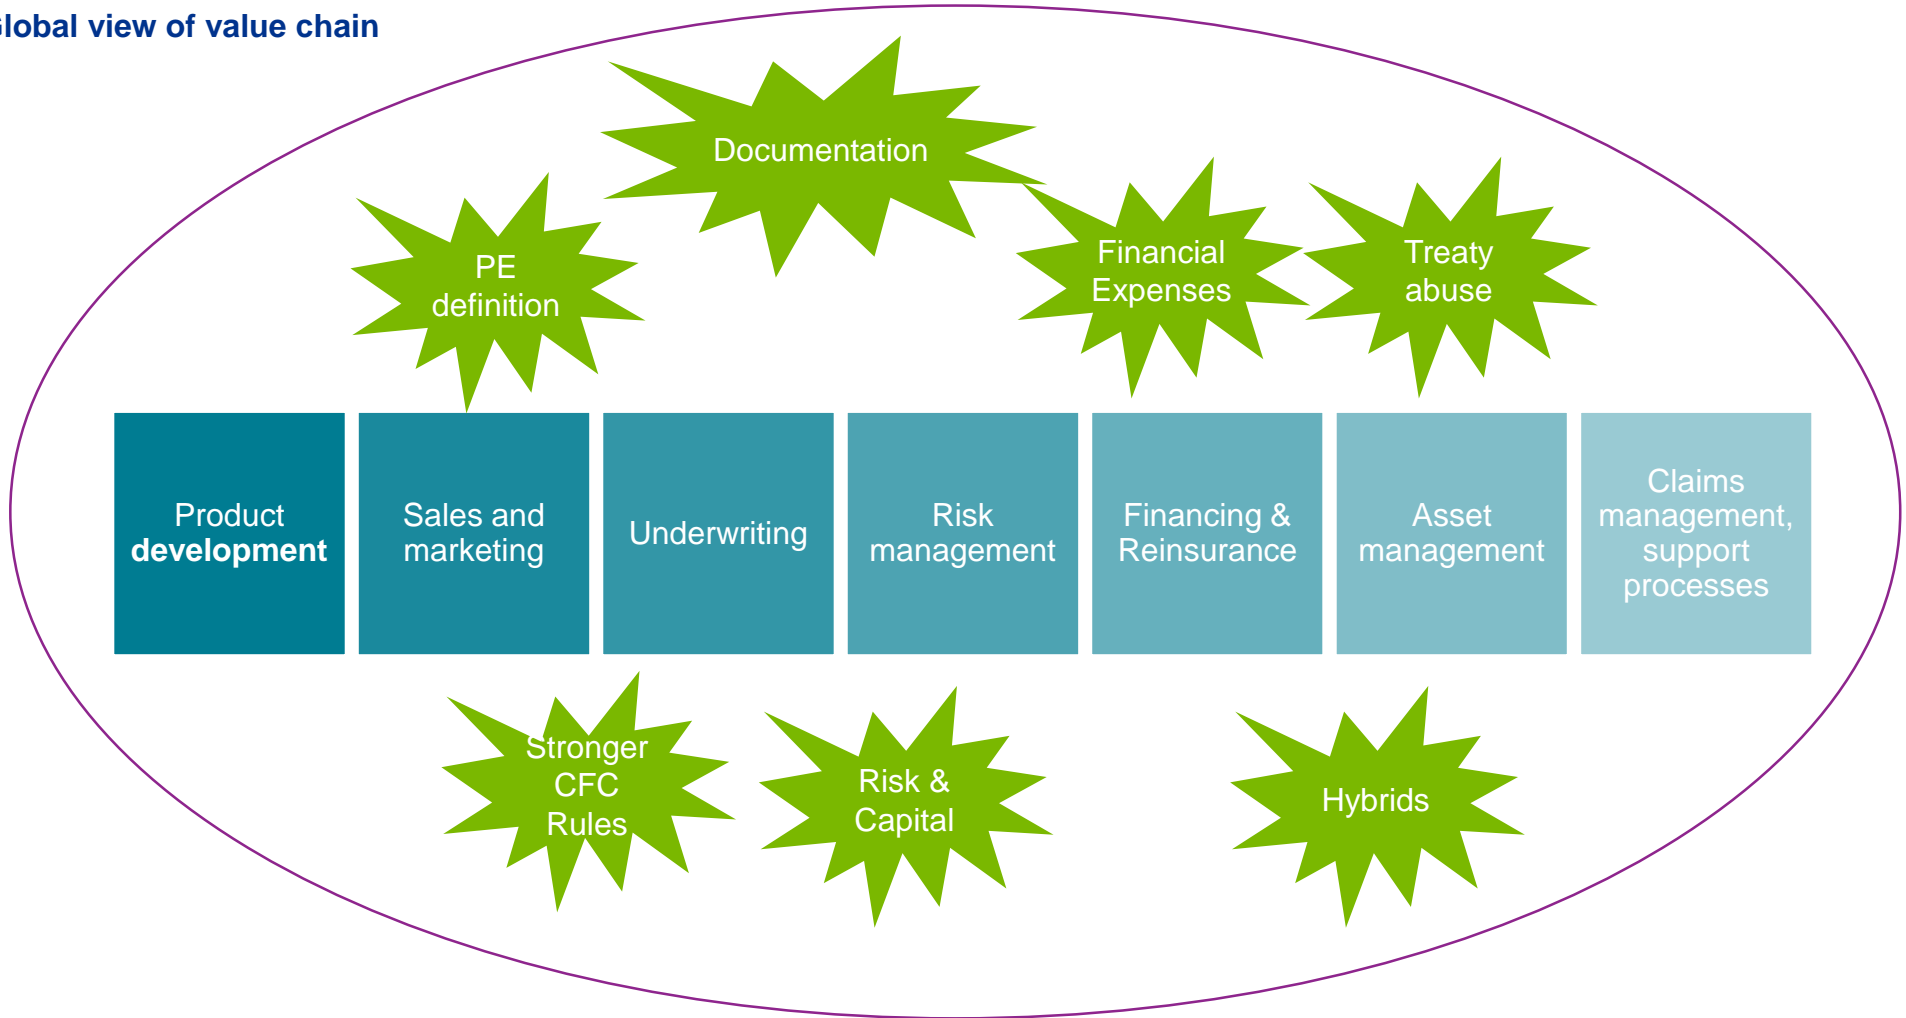 Global view of value chain
Documentation
PE
definition
Financial
Expenses
Treaty
abuse
Product
development
Sales and
marketing
Underwriting
Risk
management
Financing &
Reinsurance
Asset
management
Claims
management,
support
processes
Stronger
CFC
Rules
Risk &
Capital
Hybrids